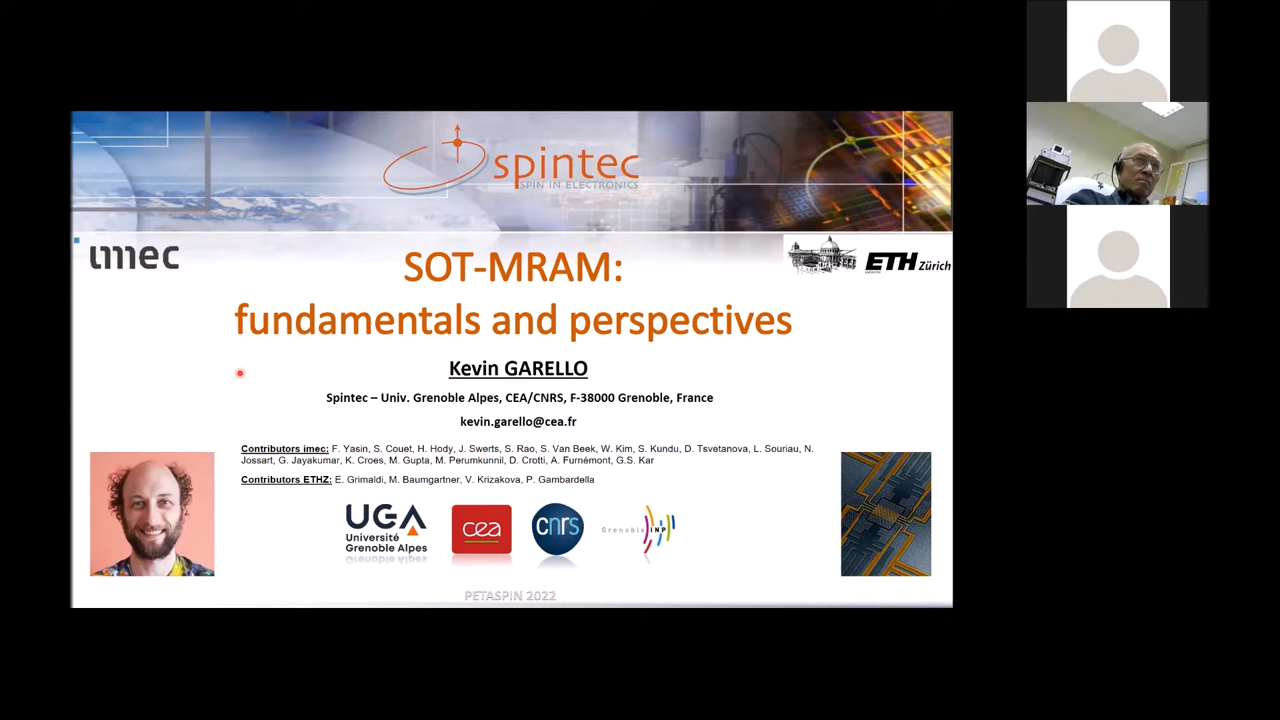 spintec
SPIN IN ELECTRONICS
imec
ETH Zürich
SOT-MRAM:
fundamentals and perspectives
Kevin GARELLO
Spintec – Univ. Grenoble Alpes, CEA/CNRS, F-38000 Grenoble, France
kevin.garello@cea.fr
Contributors imec: F. Yasin, S. Couet, H. Hody, J. Swerts, S. Rao, S. Van Beek, W. Kim, S. Kundu, D. Tsvetanova, L. Souriau, N.
Jossart, G. Jayakumar, K. Croes, M. Gupta, M. Perumkunnil, D. Crotti, A. Furnémont, G.S. Kar
Contributors ETHZ: E. Grimaldi, M. Baumgartner, V. Krizakova, P. Gambardella
UGA
Université
Grenoble Alpes
cea
cnrs
Grenoble INP
PETASPIN 2022